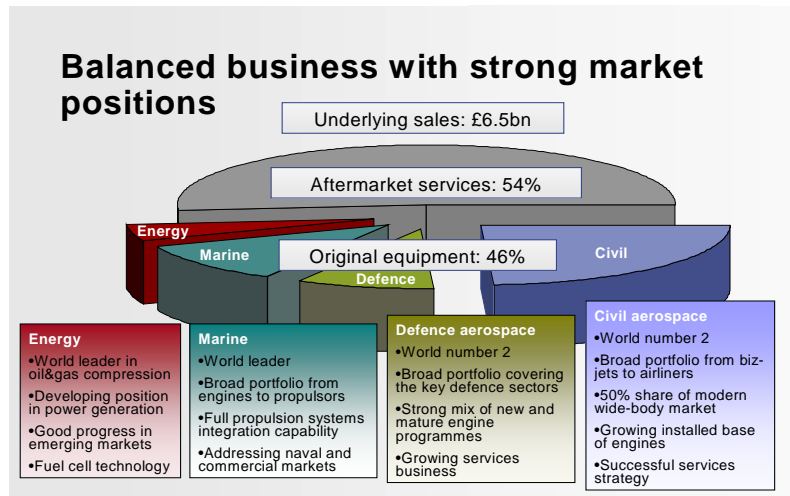 Balanced business with strong market
positions
Underlying sales: £6.5bn
Aftermarket services: 54%
Energy
Marine
Original equipment: 46%
Civil
Defence
Energy
•World leader in
oil&gas compression
•Developing position
in power generation
•Good progress in
emerging markets
•Fuel cell technology
Marine
•World leader
•Broad portfolio from
engines to propulsors
•Full propulsion systems
integration capability
•Addressing naval and
commercial markets
Defence aerospace
•World number 2
•Broad portfolio covering
the key defence sectors
•Strong mix of new and
mature engine
programmes
•Growing services
business
Civil aerospace
•World number 2
•Broad portfolio from biz-
jets to airliners
•50% share of modern
wide-body market
•Growing installed base
of engines
•Successful services
strategy